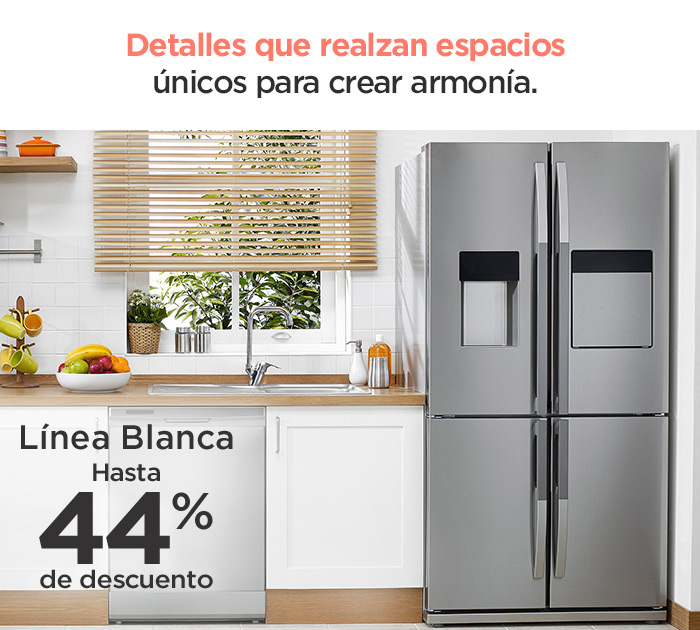 Detalles que realzan espacios
únicos para crear armonía.
Línea Blanca
Hasta
44%
de descuento